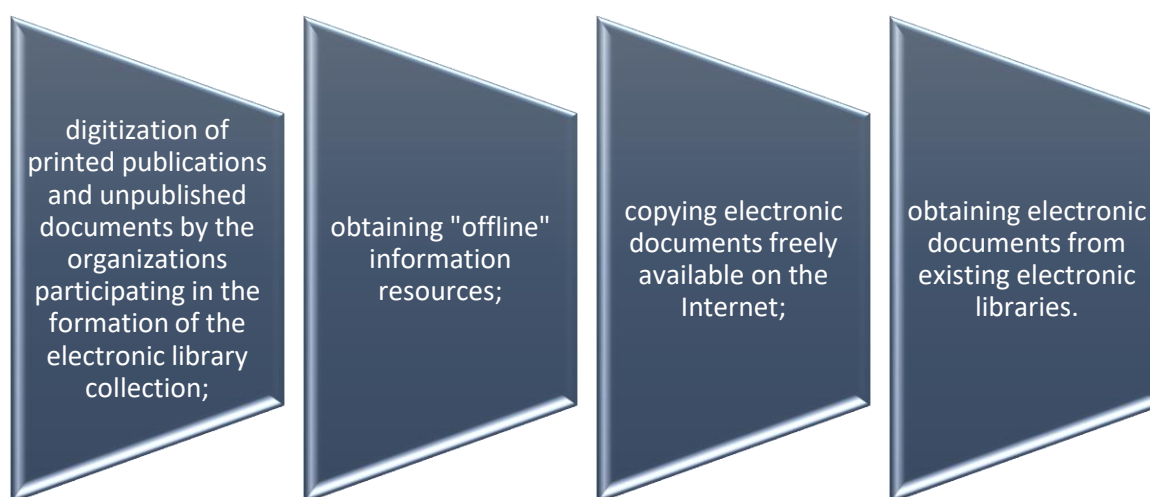 digitization of
printed publications
and unpublished
documents by the
organizations
participating in the
formation of the
electronic library
collection;
obtaining "offline"
information
resources;
copying electronic
documents freely
available on the
Internet;
obtaining electronic
documents from
existing electronic
libraries.